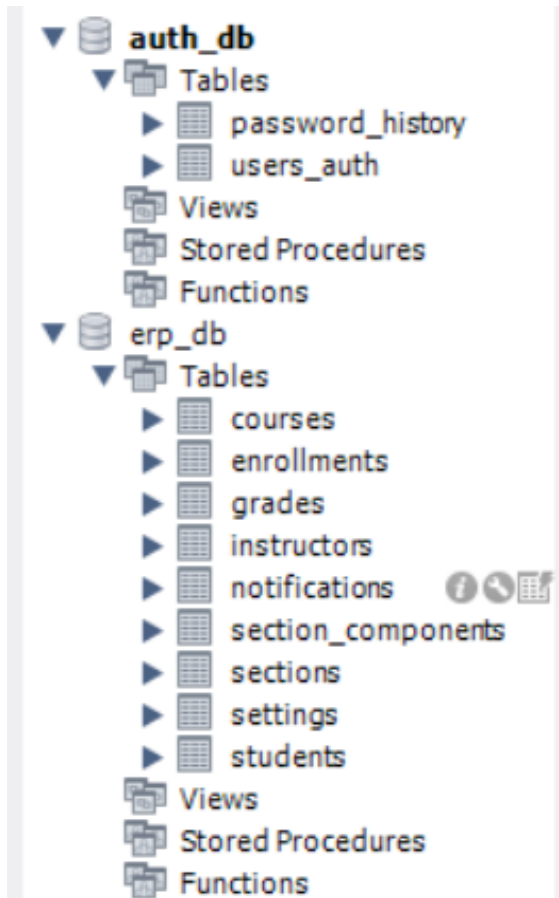 auth_db
Tables
password_history
users_auth
Views
Stored Procedures
Functions
erp_db
Tables
courses
enrollments
grades
instructors
notifications
section_components
sections
settings
students
Views
Stored Procedures
Functions